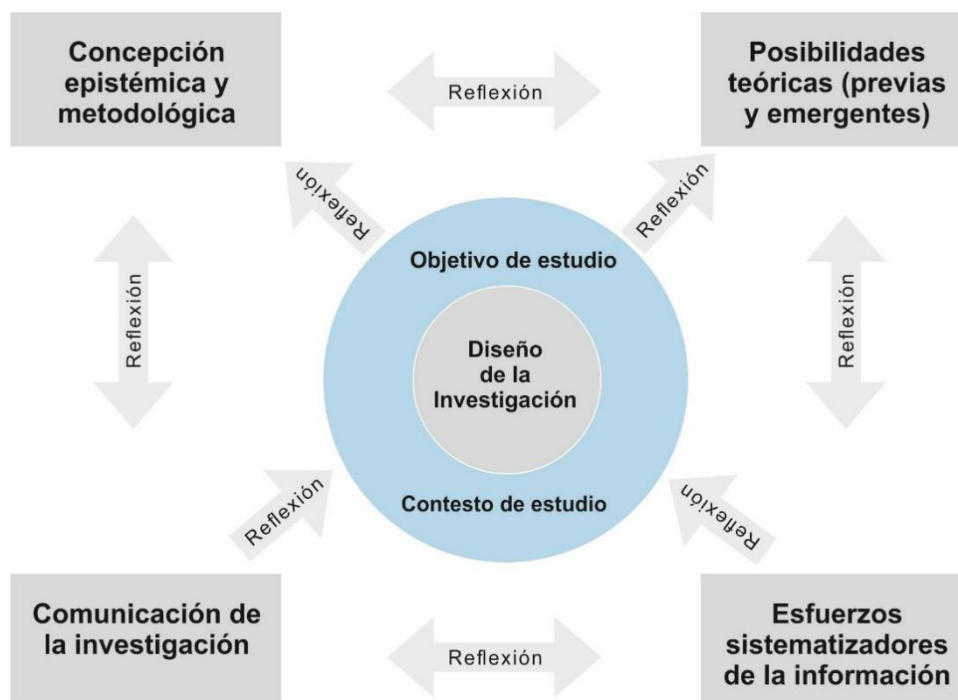 Concepción
epistémica y
metodológica
Reflexión
Posibilidades
teóricas (previas
y emergentes)
Reflexión
Reflexión
Reflexión
Objetivo de estudio
Reflexión
Diseño
de la
Investigación
Contesto de estudio
Reflexión
Reflexión
Comunicación de
la investigación
Reflexión
Esfuerzos
sistematizadores
de la información